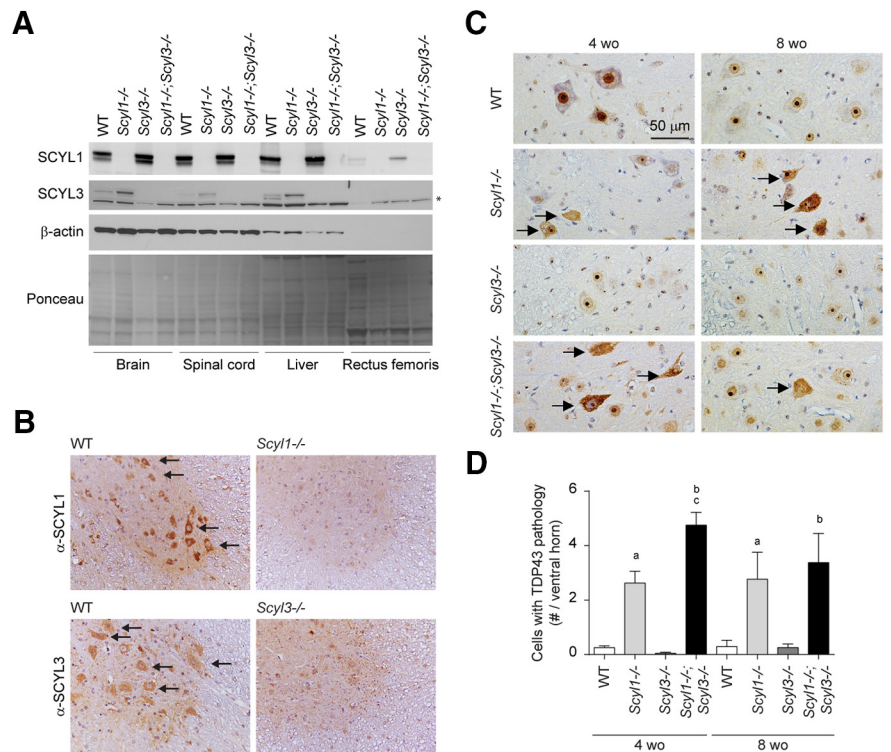 A
WT
Scyl1-/-
Scyl3-/-
Scyl1-/-;Scyl3-/-
WT
Scyl1-/-
Scyl3-/-
Scyl1-/-;Scyl3-/-
WT
Scyl1-/-
Scyl3-/-
Scyl1-/-;Scyl3-/-
WT
Scyl1-/-
Scyl3-/-
Scyl1-/-;Scyl3-/-
SCYL1
SCYL3
*
β-actin
Ponceau
Brain
Spinal cord
Liver
Rectus femoris
B
WT
Scyl1-/-
α-SCYL1
WT
Scyl3-/-
α-SCYL3
C
4 wo
8 wo
WT
50 µm
Scyl1-/-
Scyl3-/-
Scyl1-/-;Scyl3-/-
D
Cells with TDP43 pathology
(# / ventral horn)
6
4
2
0
a
b
c
a
b
WT
Scyl1-/-
Scyl3-/-
Scyl1-/-;
Scyl3-/-
WT
Scyl1-/-
Scyl3-/-
Scyl1-/-;
Scyl3-/-
4 wo
8 wo